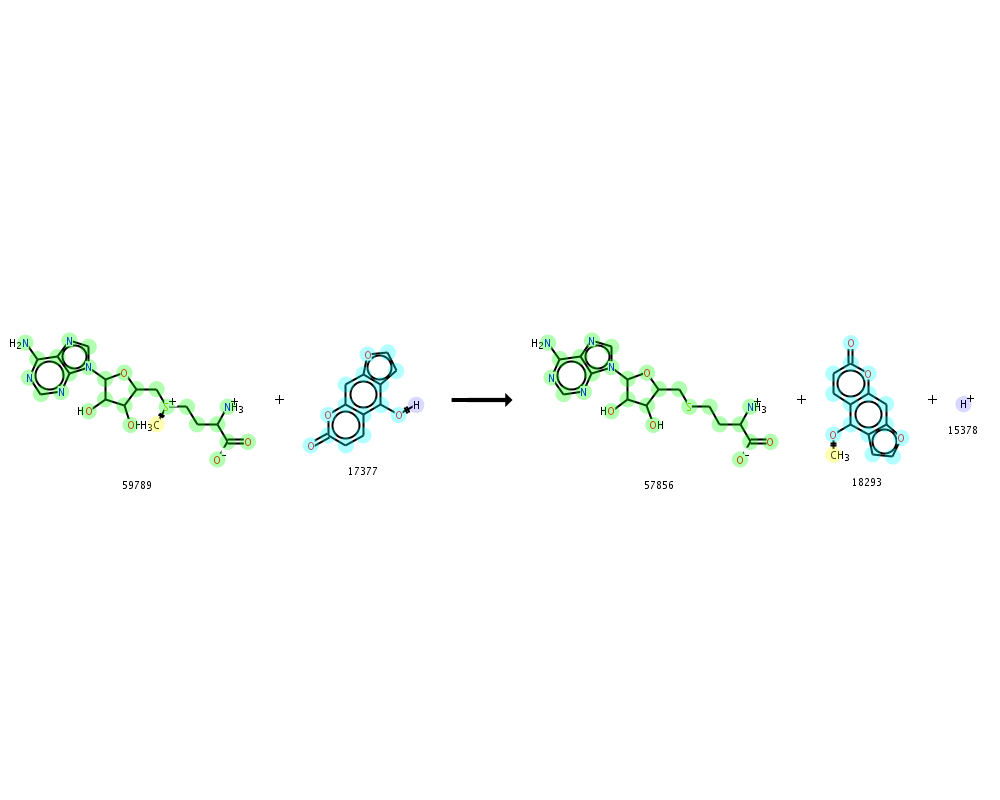 H2N N N N N O HO OH H3C S+ NH3+ O O-
+
O O O O H
H2N N N N N O HO OH S NH3+ O O-
+
O O O O CH3
+
H+
59789
17377
57856
18293
15378